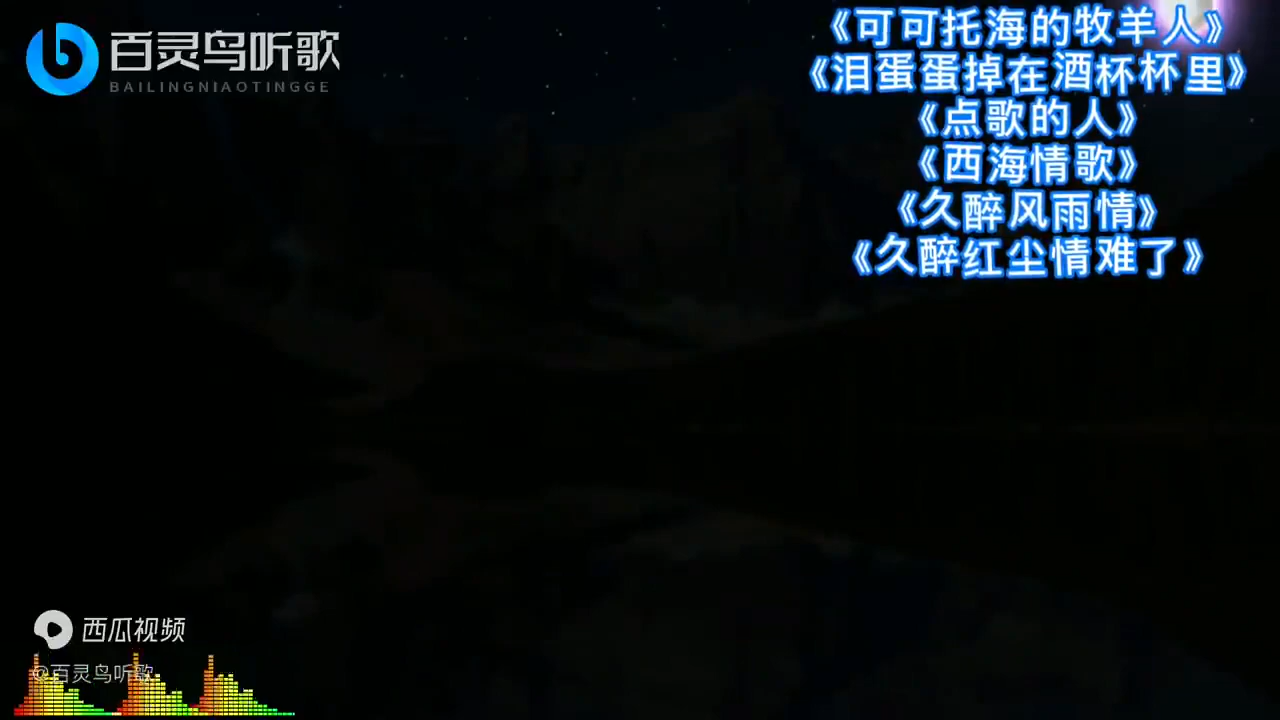 百灵鸟听歌
BAILINGNIAOTINGGE
《可可托海的牧羊人》
《泪蛋蛋掉在酒杯杯里》
《点歌的人》
《西海情歌》
《久醉风雨情》
《久醉红尘情难了》
西瓜视频
@百灵鸟听歌